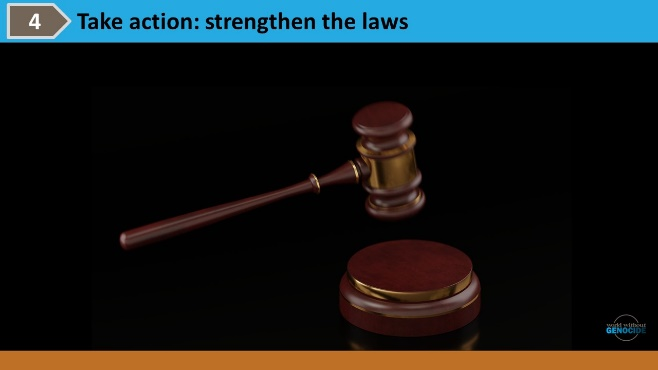 4
Take action: strengthen the laws
world without
GENOCIDE